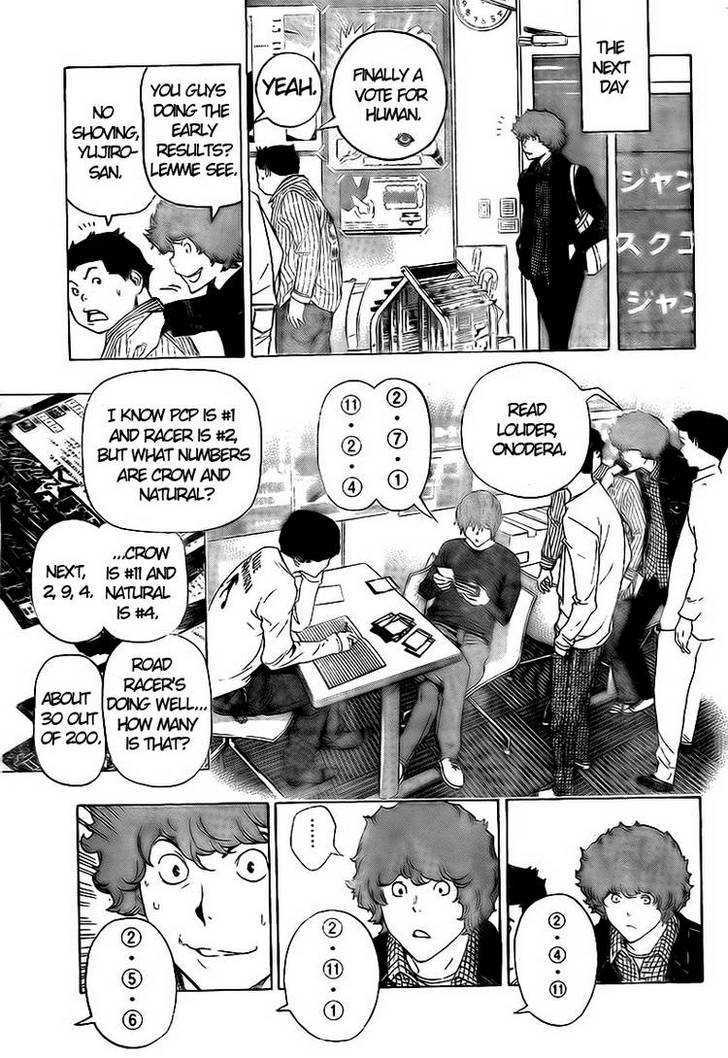 THE
NEXT
DAY
FINALLY A
VOTE FOR
HUMAN.
YEAH.
ジャン
スクコ
ジャン
YOU GUYS
DOING THE
EARLY
RESULTS?
LEMME SEE.
NO
SHOVING,
YUJIRO-
SAN.
READ
LOUDER,
ONODERA.
②・⑦・①
⑪・②・④
I KNOW PCP IS #1
AND RACER IS #2,
BUT WHAT NUMBERS
ARE CROW AND
NATURAL?
...CROW
IS #11 AND
NATURAL
IS #4.
NEXT,
2, 9, 4.
ROAD
RACER'S
DOING WELL...
HOW MANY
IS THAT?
ABOUT
30 OUT
OF 200.
②・④・⑪
......
②・⑪・①
②・⑤・⑥